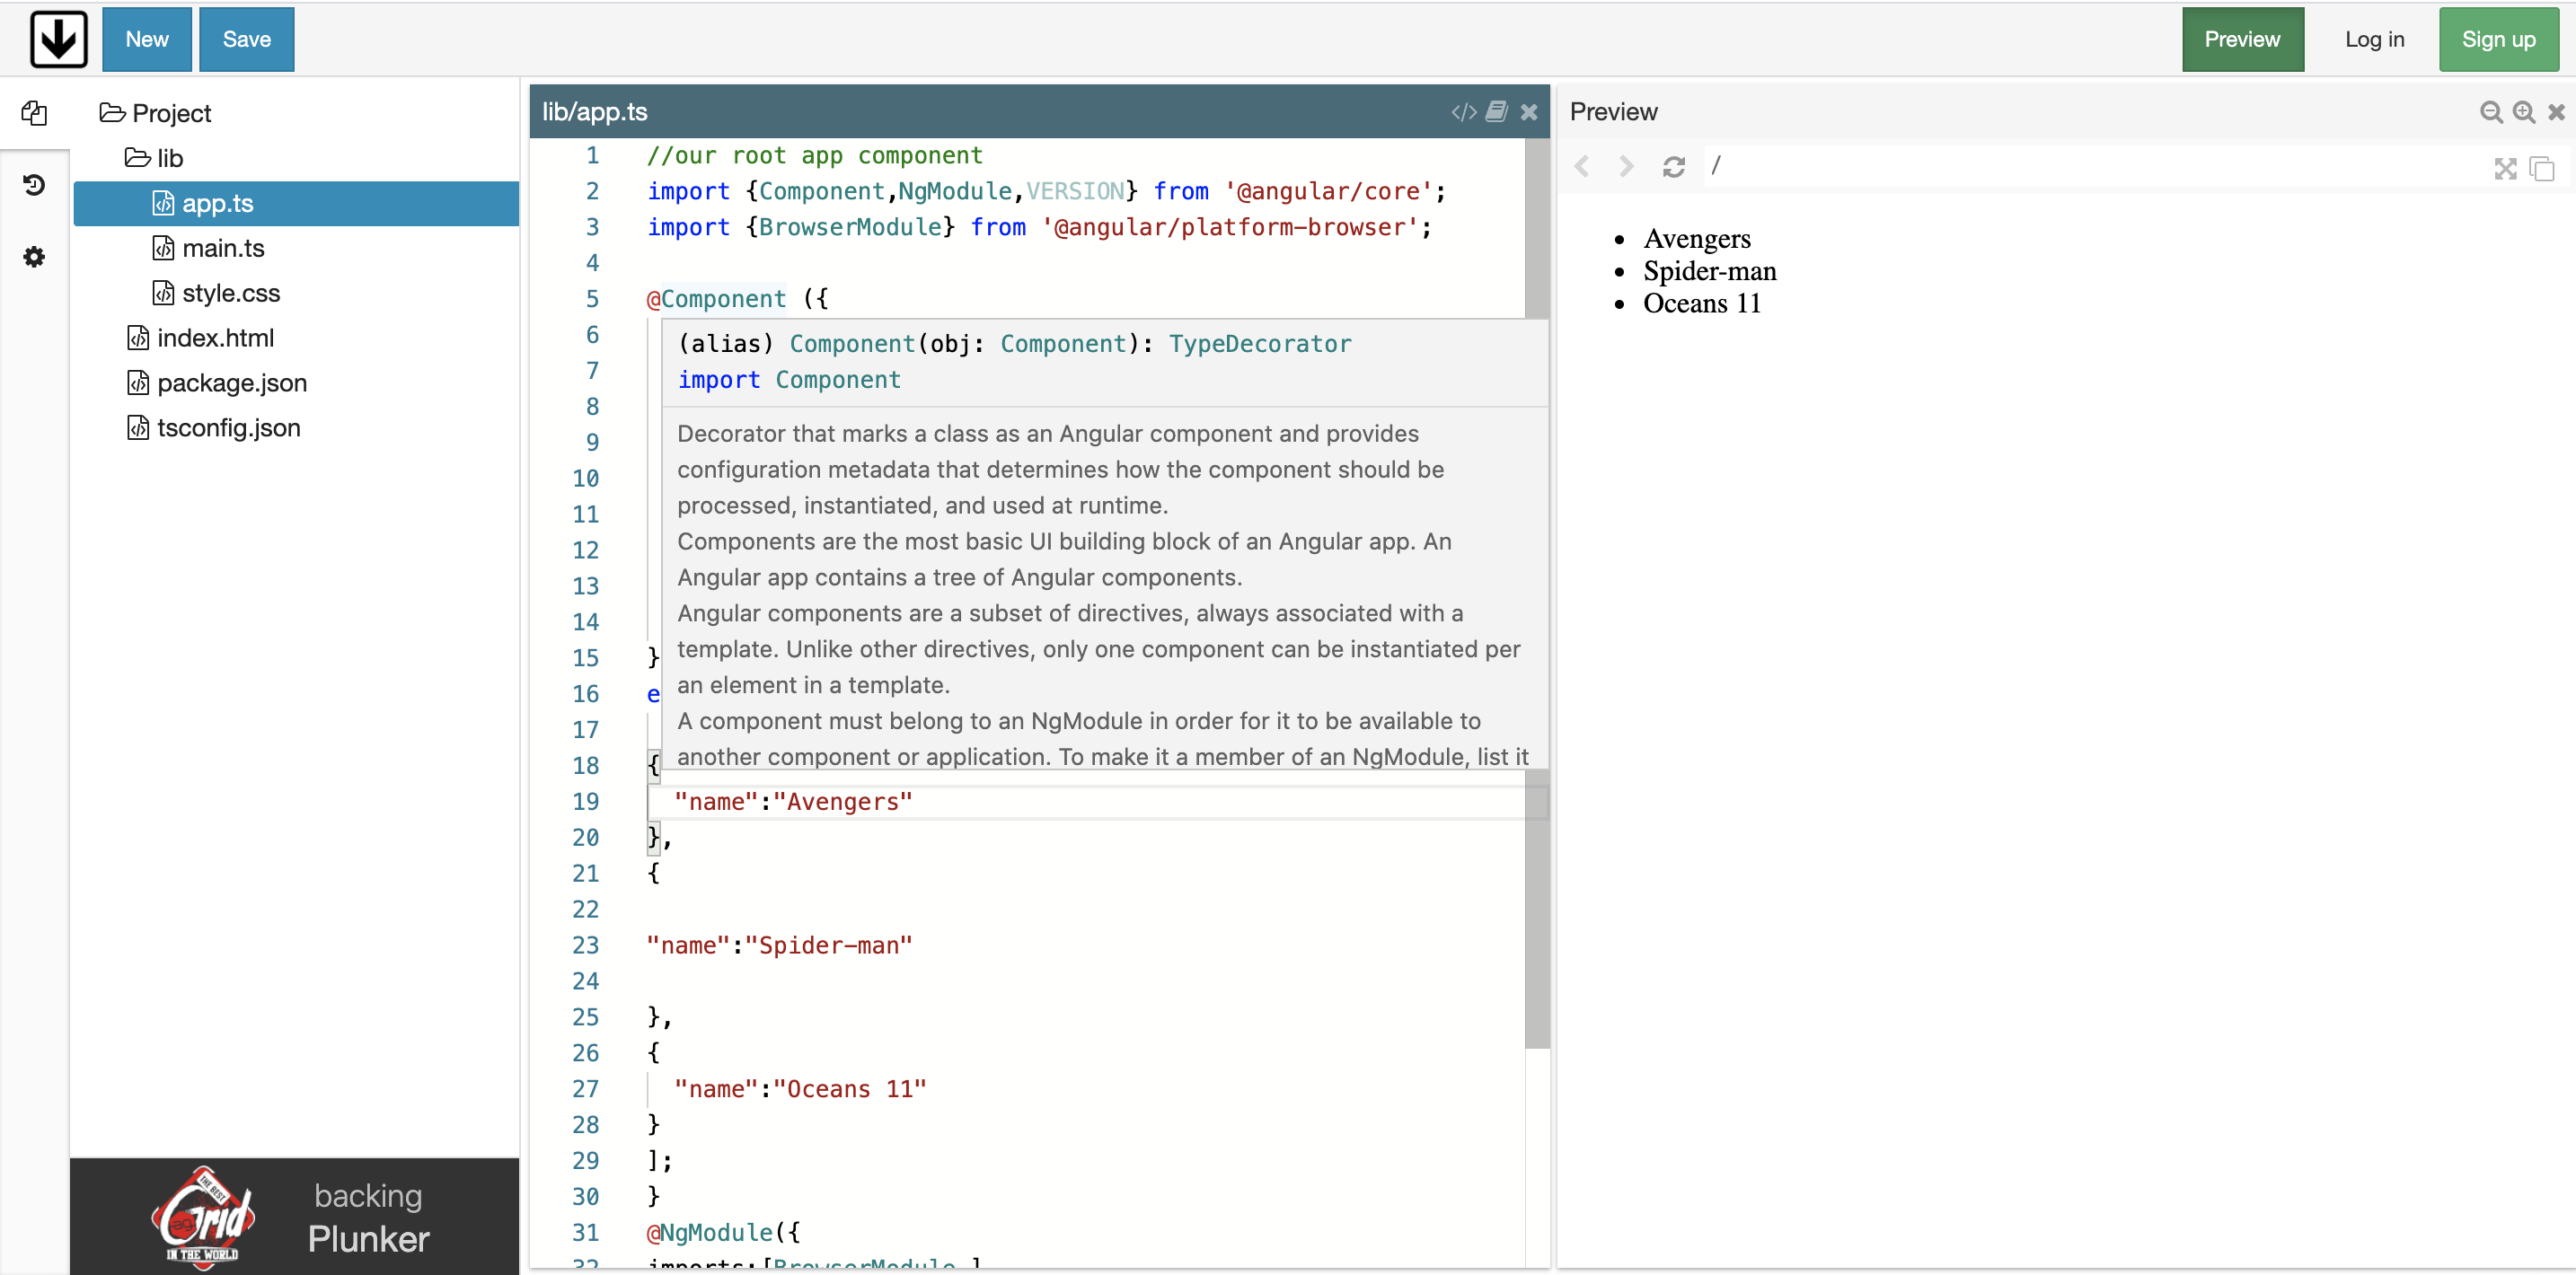 New
Save
Preview
Log in
Sign up
Project
lib
app.ts
main.ts
style.css
index.html
package.json
tsconfig.json
THE BEST
Grid
IN THE WORLD
backing
Plunker
lib/app.ts
1 //our root app component
2 import {Component,NgModule,VERSION} from '@angular/core';
3 import {BrowserModule} from '@angular/platform-browser';
4
5 @Component ({
6
7
8
9
10
11
12
13
14
15 }
16 e
17
18 {
(alias) Component(obj: Component): TypeDecorator
import Component
Decorator that marks a class as an Angular component and provides
configuration metadata that determines how the component should be
processed, instantiated, and used at runtime.
Components are the most basic UI building block of an Angular app. An
Angular app contains a tree of Angular components.
Angular components are a subset of directives, always associated with a
template. Unlike other directives, only one component can be instantiated per
an element in a template.
A component must belong to an NgModule in order for it to be available to
another component or application. To make it a member of an NgModule, list it
19 "name":"Avengers"
20 },
21 {
22
23 "name":"Spider-man"
24
25 },
26 {
27 "name":"Oceans 11"
28 }
29 ];
30 }
31 @NgModule({
32 imports:[BrowserModule ]
Preview
/
Avengers
Spider-man
Oceans 11